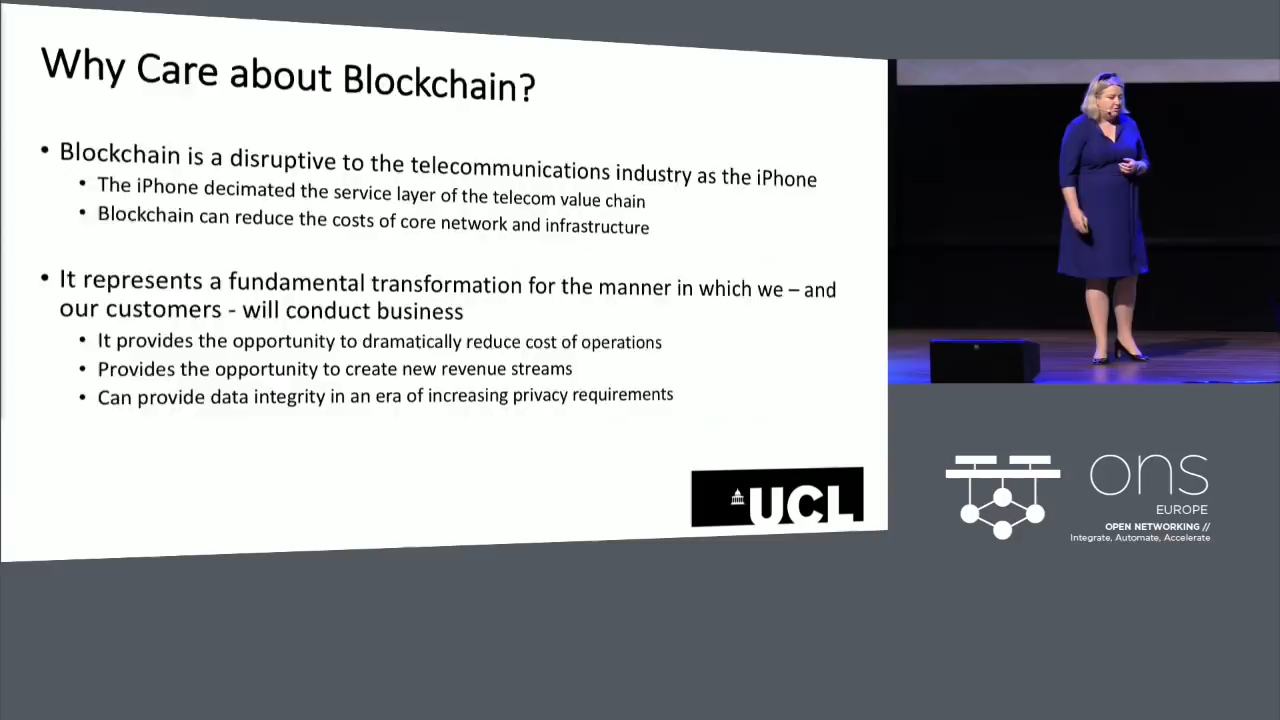 Why Care about Blockchain?
• Blockchain is a disruptive to the telecommunications industry as the iPhone
• The iPhone decimated the service layer of the telecom value chain
• Blockchain can reduce the costs of core network and infrastructure
• It represents a fundamental transformation for the manner in which we – and
our customers - will conduct business
• It provides the opportunity to dramatically reduce cost of operations
• Provides the opportunity to create new revenue streams
• Can provide data integrity in an era of increasing privacy requirements
UCL
ons
EUROPE
OPEN NETWORKING //
Integrate, Automate, Accelerate